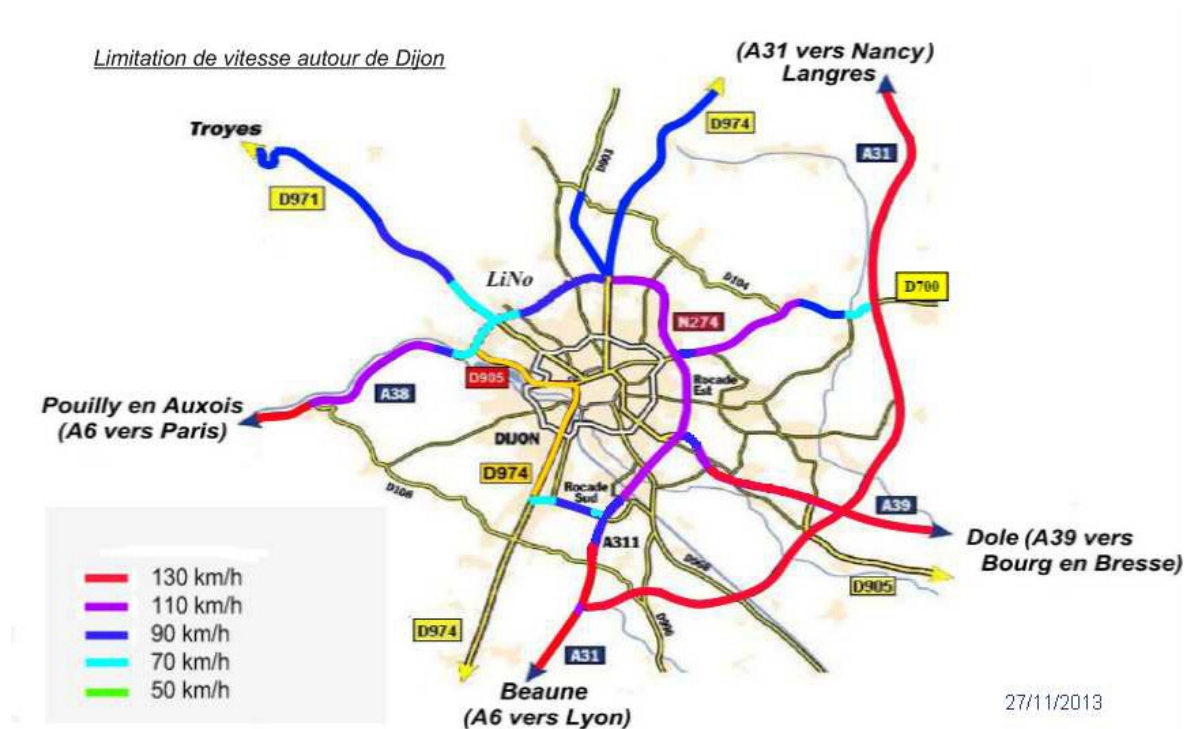 Limitation de vitesse autour de Dijon
(A31 vers Nancy)
Langres
Troyes
D974
D971
A31
D903
LiNo
D104
D700
N274
D905
Rocade
Est
A38
Pouilly en Auxois
(A6 vers Paris)
DIJON
D974
D108
Rocade
Sud
A39
A311
Dole (A39 vers
Bourg en Bresse)
D968
D905
D996
D974
A31
Beaune
(A6 vers Lyon)
130 km/h
110 km/h
90 km/h
70 km/h
50 km/h
27/11/2013